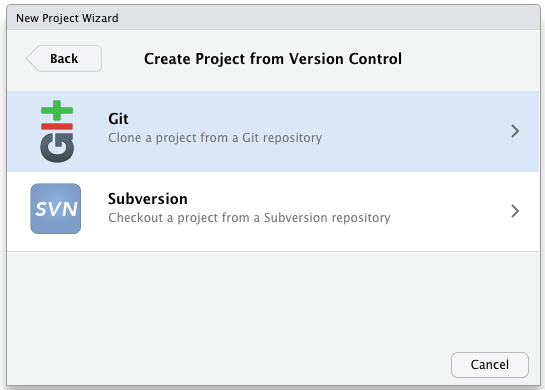 New Project Wizard
Back
Create Project from Version Control
Git
Git
Clone a project from a Git repository
SVN
Subversion
Checkout a project from a Subversion repository
Cancel